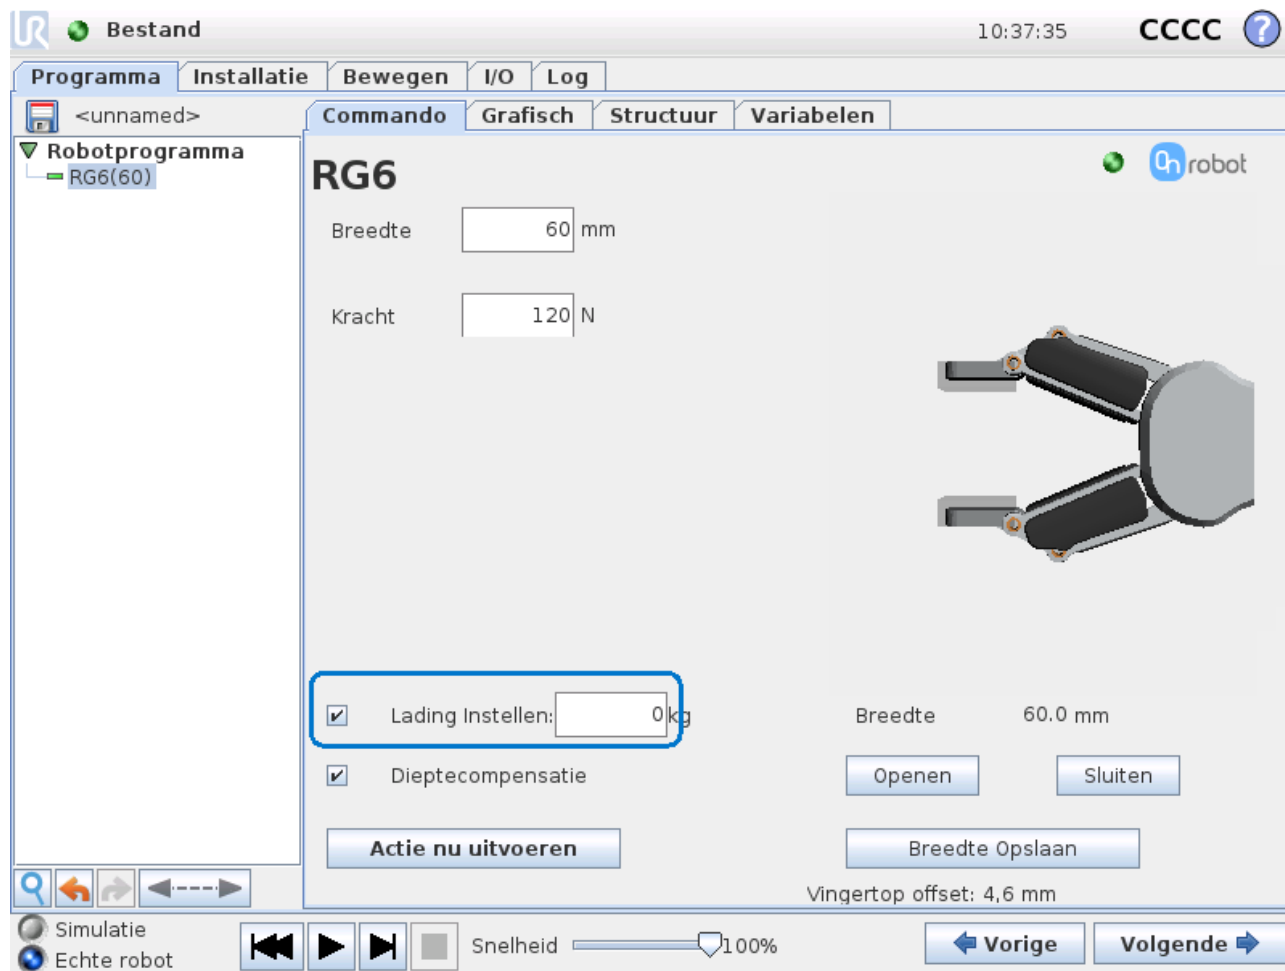 UR Bestand 10:37:35 CCCC ?
Programma Installatie Bewegen I/O Log
<unnamed> Commando Grafisch Structuur Variabelen
Robotprogramma
RG6(60)
RG6 On robot
Breedte 60 mm
Kracht 120 N
Lading Instellen: 0 kg Breedte 60.0 mm
Dieptecompensatie Openen Sluiten
Actie nu uitvoeren Breedte Opslaan
Vingertop offset: 4,6 mm
Simulatie
Echte robot
Snelheid 100% Vorige Volgende